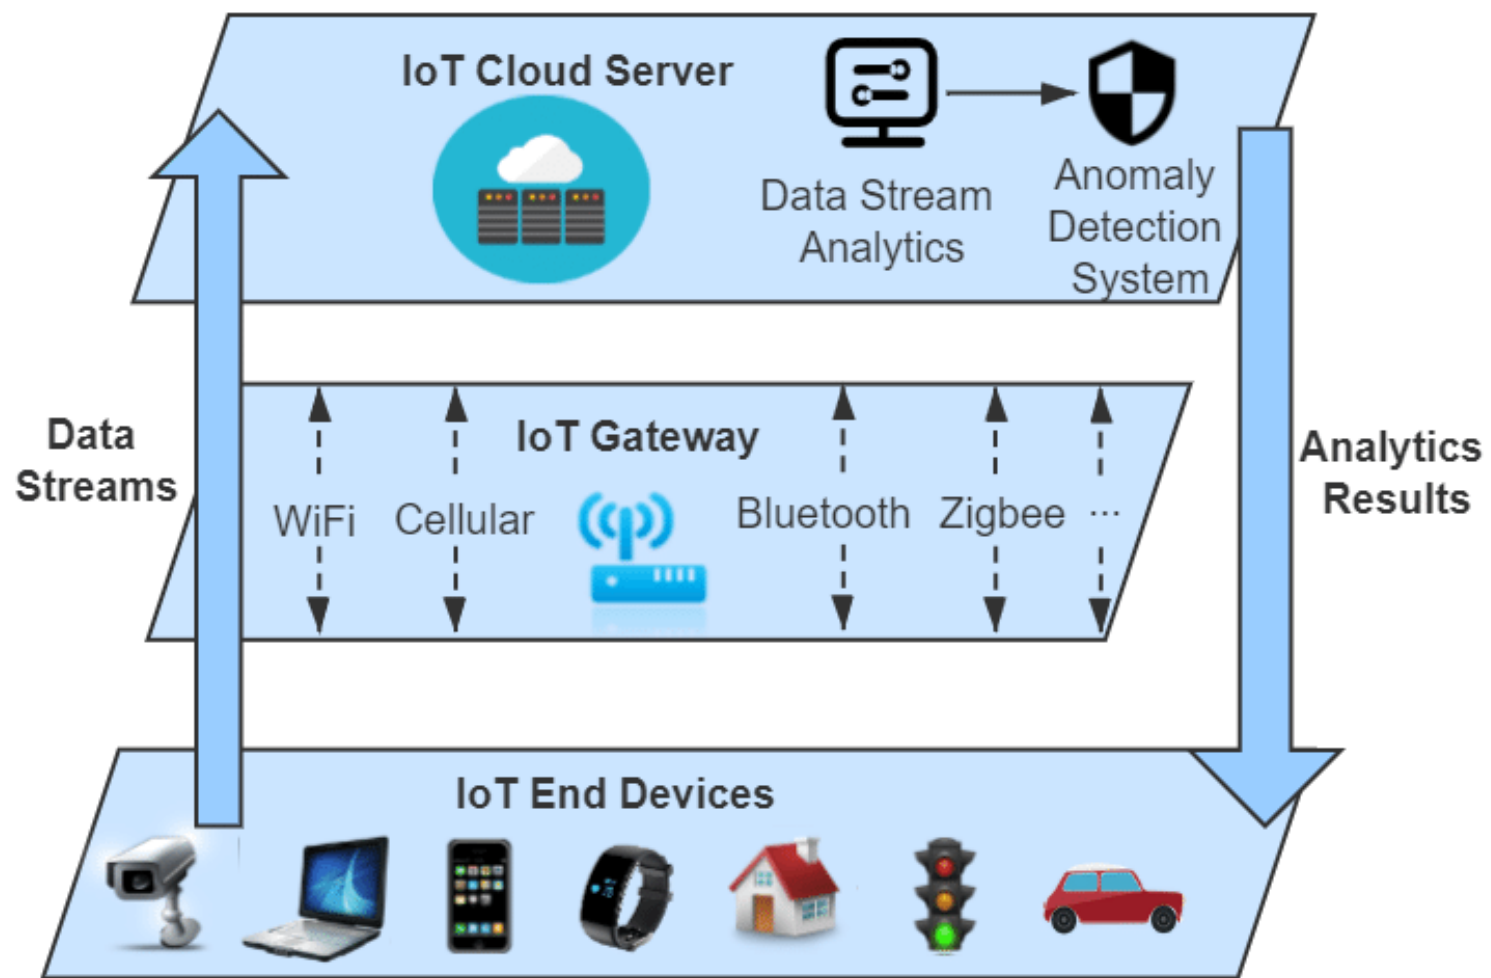 IoT Cloud Server
Data Stream
Analytics
Anomaly
Detection
System
Data
Streams
IoT Gateway
WiFi
Cellular
Bluetooth
Zigbee
...
Analytics
Results
IoT End Devices